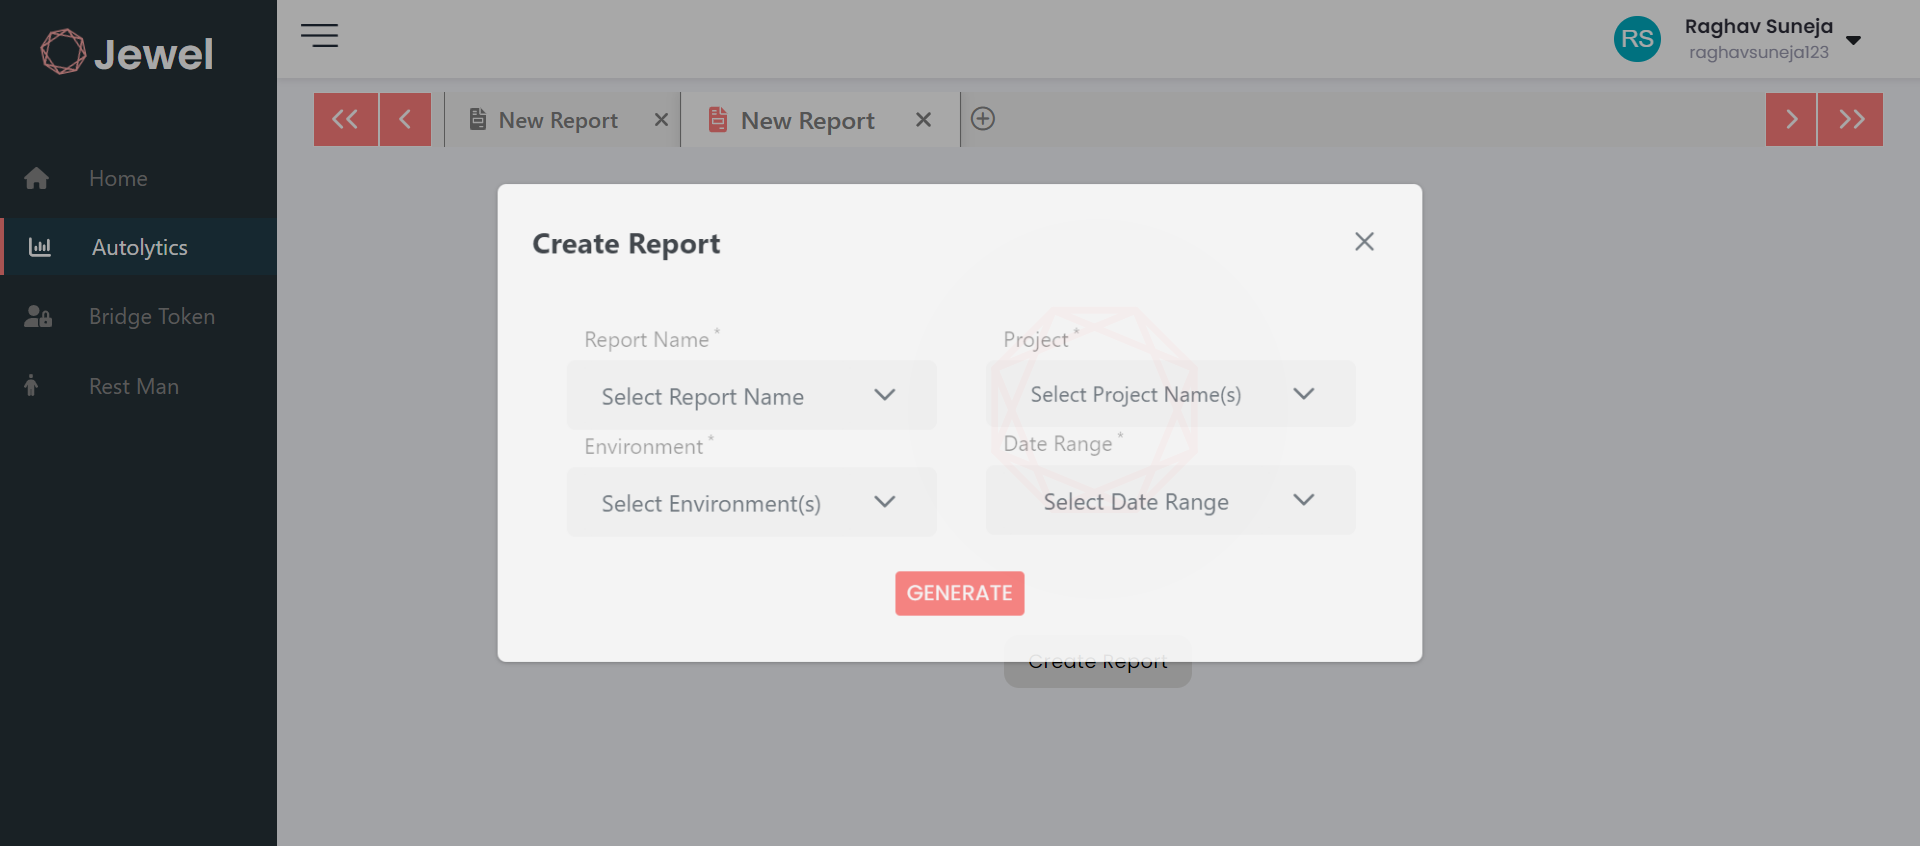 Jewel
Raghav Suneja
raghavsuneja123
RS
New Report
New Report
Home
Autolytics
Bridge Token
Rest Man
Create Report
Report Name *
Project *
Select Report Name
Select Project Name(s)
Environment *
Date Range *
Select Environment(s)
Select Date Range
GENERATE
Create Report